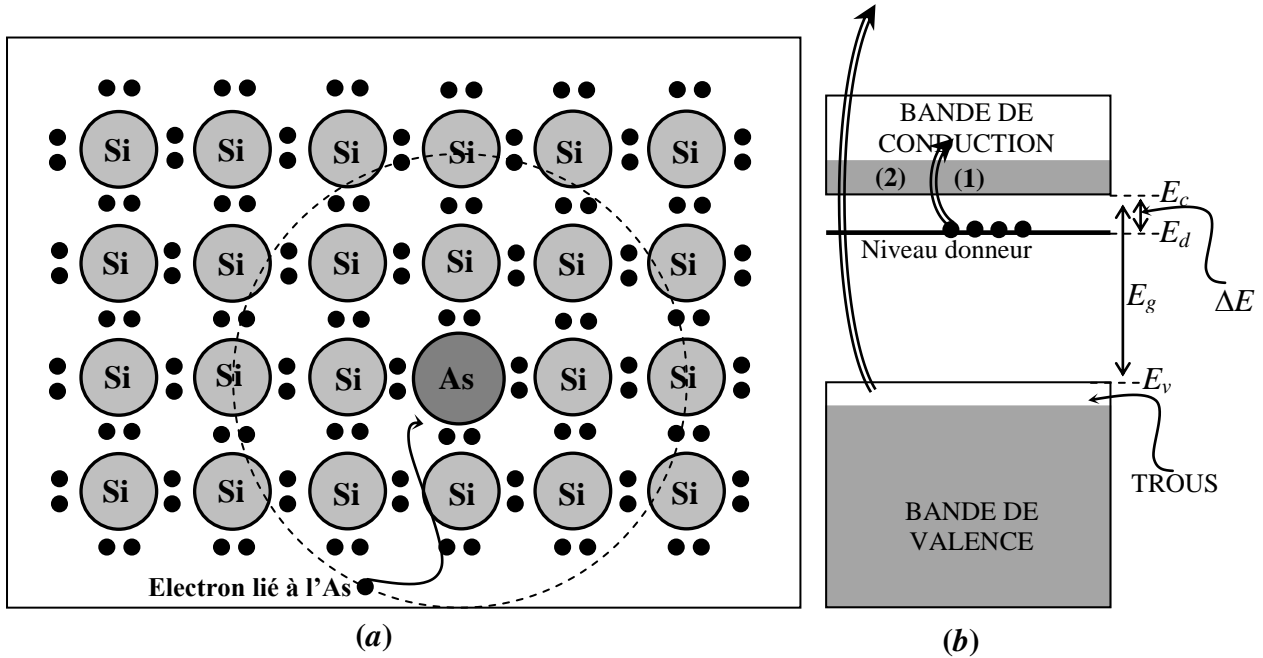 Si Si Si Si Si Si
Si Si Si Si Si Si
Si Si Si As Si Si
Si Si Si Si Si Si
Electron lié à l'As
(a)
BANDE DE
CONDUCTION
(2) (1)
E_c
E_d
Niveau donneur
E_g
ΔE
E_v
TROUS
BANDE DE
VALENCE
(b)